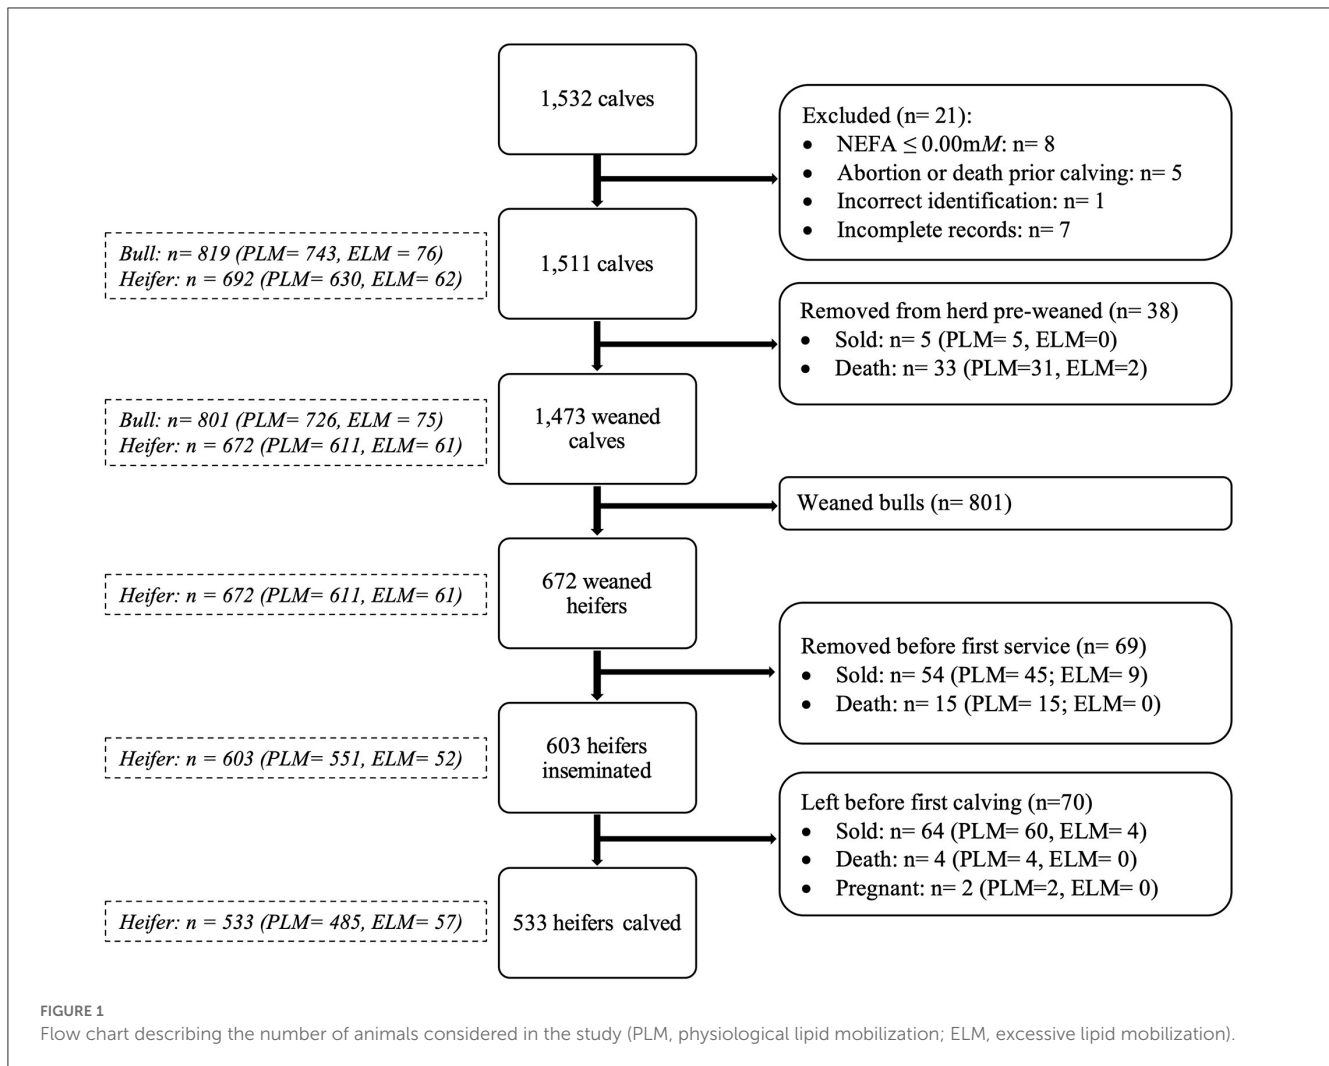 1,532 calves
Excluded (n= 21):
• NEFA ≤ 0.00mM: n= 8
• Abortion or death prior calving: n= 5
• Incorrect identification: n= 1
• Incomplete records: n= 7
Bull: n= 819 (PLM= 743, ELM = 76)
Heifer: n = 692 (PLM= 630, ELM= 62)
1,511 calves
Removed from herd pre-weaned (n= 38)
• Sold: n= 5 (PLM= 5, ELM=0)
• Death: n= 33 (PLM=31, ELM=2)
Bull: n= 801 (PLM= 726, ELM = 75)
Heifer: n = 672 (PLM= 611, ELM= 61)
1,473 weaned
calves
Weaned bulls (n= 801)
Heifer: n = 672 (PLM= 611, ELM= 61)
672 weaned
heifers
Removed before first service (n= 69)
• Sold: n= 54 (PLM= 45; ELM= 9)
• Death: n= 15 (PLM= 15; ELM= 0)
Heifer: n = 603 (PLM= 551, ELM= 52)
603 heifers
inseminated
Left before first calving (n=70)
• Sold: n= 64 (PLM= 60, ELM= 4)
• Death: n= 4 (PLM= 4, ELM= 0)
• Pregnant: n= 2 (PLM=2, ELM= 0)
Heifer: n = 533 (PLM= 485, ELM= 57)
533 heifers calved
FIGURE 1
Flow chart describing the number of animals considered in the study (PLM, physiological lipid mobilization; ELM, excessive lipid mobilization).